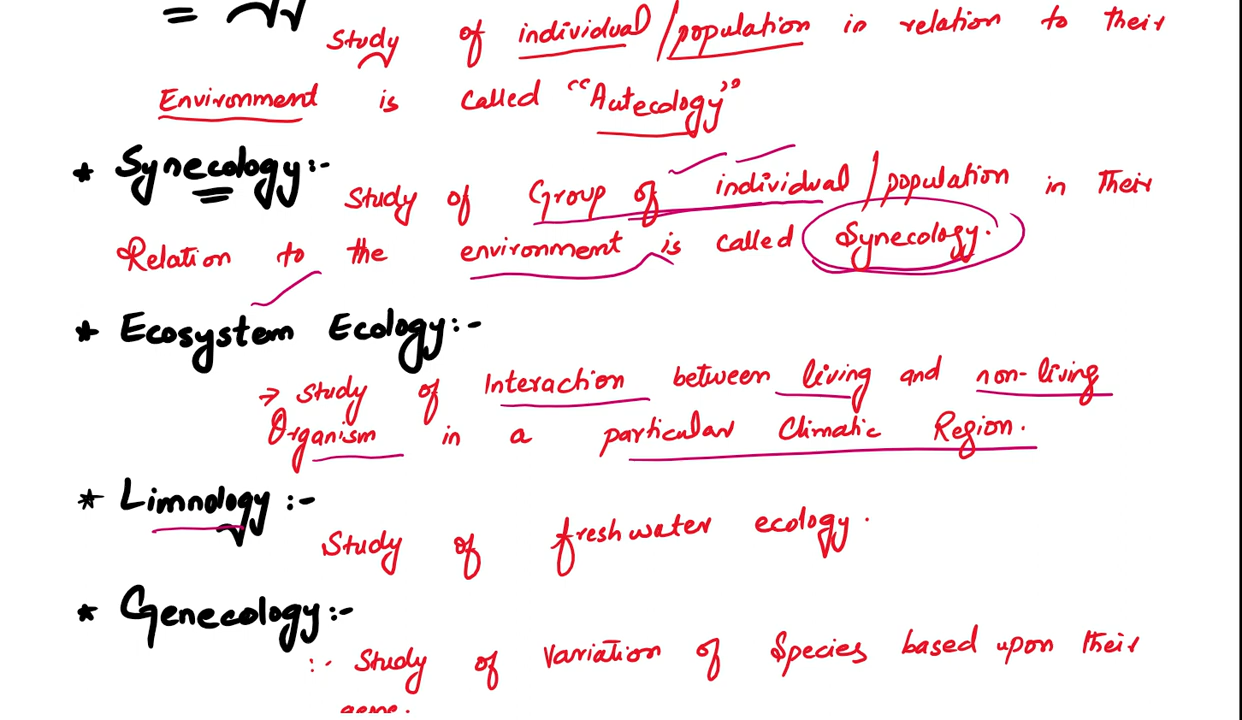 Study of individual / population in relation to their
Environment is called "Autecology"
* Synecology:-
Study of Group of individual / population in their
Relation to the environment is called Synecology.
* Ecosystem Ecology:-
→ Study of Interaction between living and non-living
Organism in a particular Climatic Region.
* Limnology:-
Study of freshwater ecology.
* Genecology:-
:- Study of Variation of Species based upon their
gene.